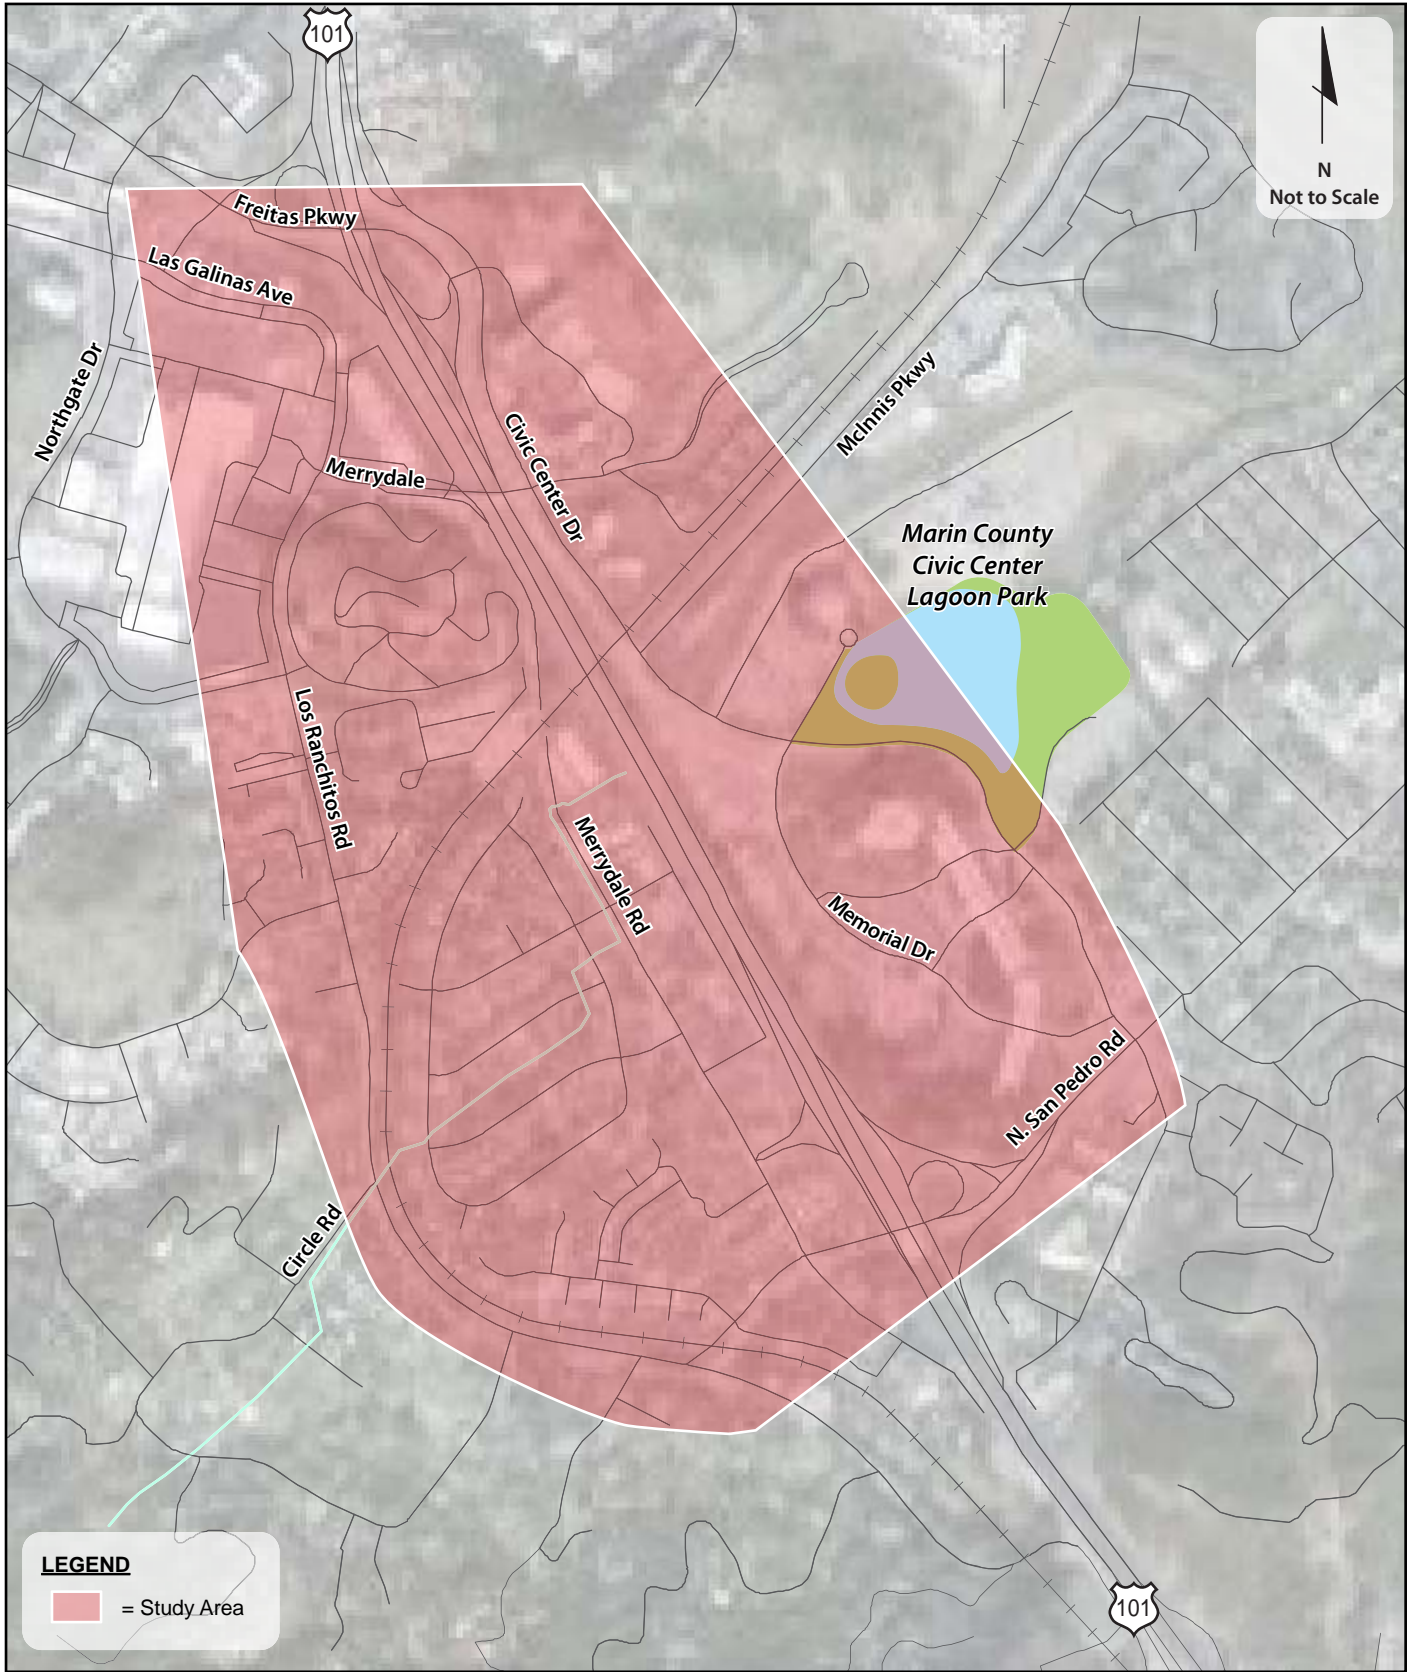 101
N
Not to Scale
Freitas Pkwy
Las Galinas Ave
Northgate Dr
McInnis Pkwy
Civic Center Dr
Merrydale
Marin County
Civic Center
Lagoon Park
Los Ranchitos Rd
Merrydale Rd
Memorial Dr
N. San Pedro Rd
Circle Rd
LEGEND
= Study Area
101